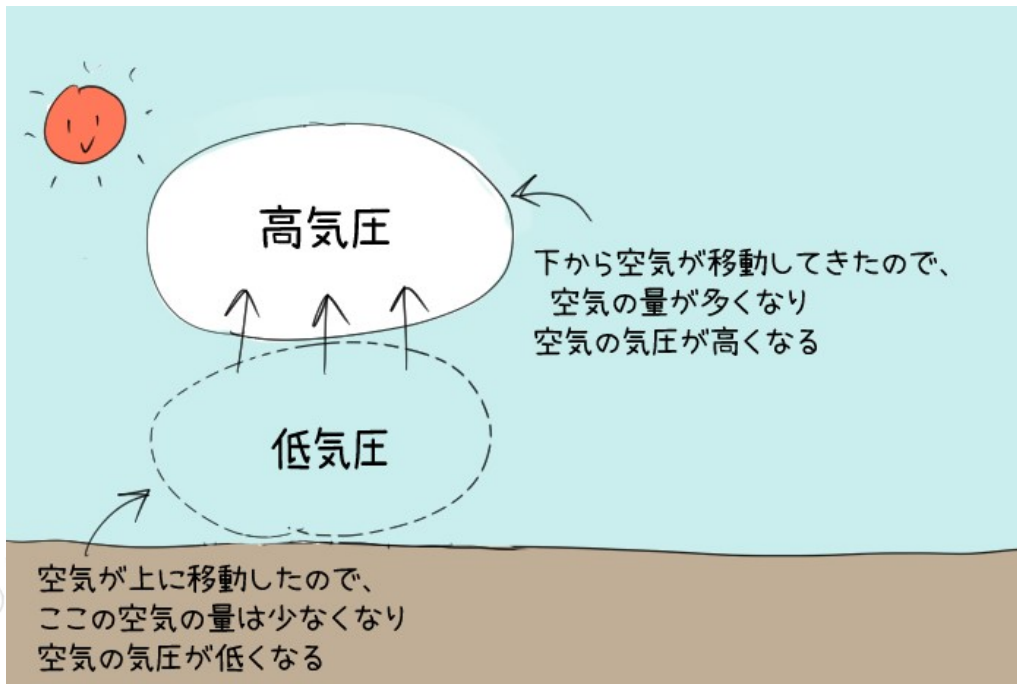 高気圧
下から空気が移動してきたので、
空気の量が多くなり
空気の気圧が高くなる
低気圧
空気が上に移動したので、
ここの空気の量は少なくなり
空気の気圧が低くなる